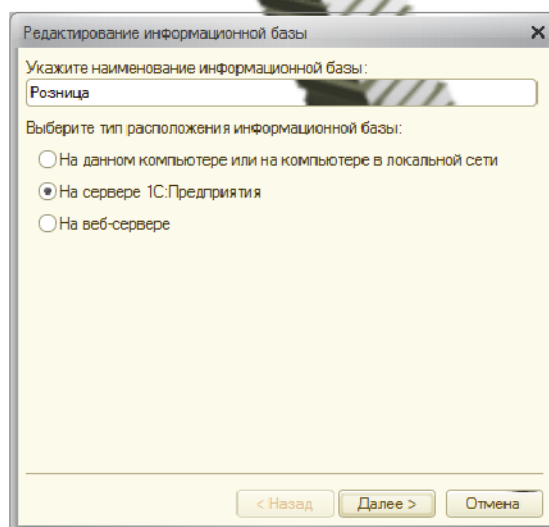 Редактирование информационной базы
Укажите наименование информационной базы:
Розница
Выберите тип расположения информационной базы:
На данном компьютере или на компьютере в локальной сети
На сервере 1С:Предприятия
На веб-сервере
< Назад Далее > Отмена